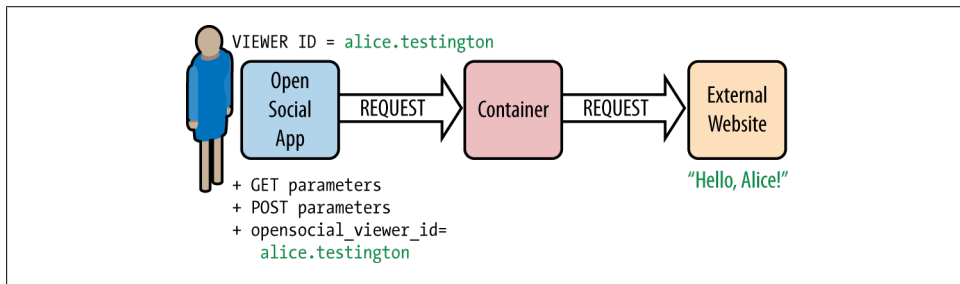 VIEWER ID = alice.testington
Open
Social
App
REQUEST
Container
REQUEST
External
Website
“Hello, Alice!”
+ GET parameters
+ POST parameters
+ opensocial_viewer_id=
alice.testington